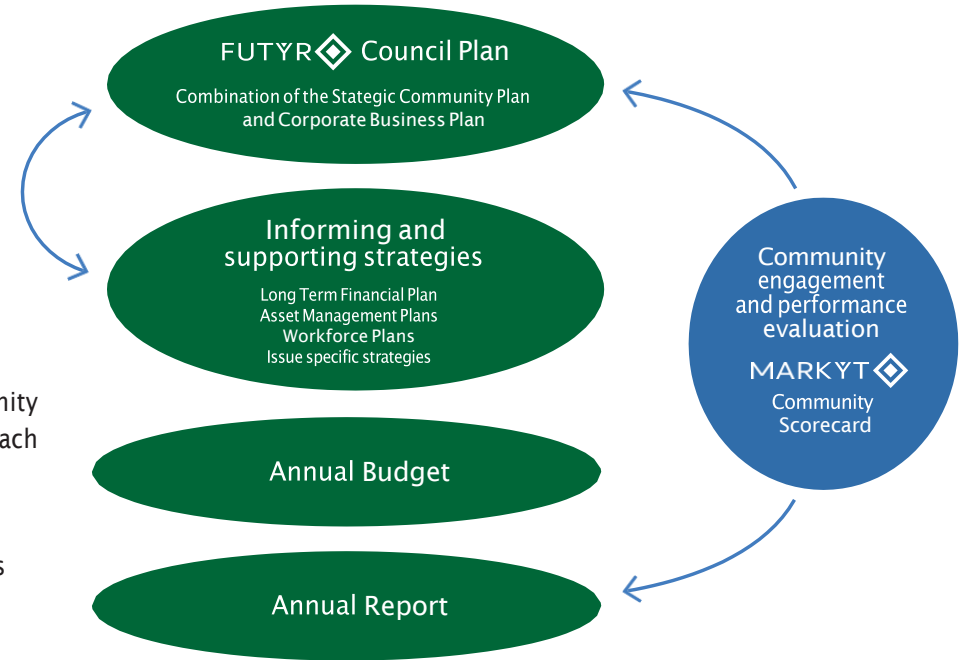 FUTYR Council Plan
Combination of the Stategic Community Plan
and Corporate Business Plan
Informing and
supporting strategies
Long Term Financial Plan
Asset Management Plans
Workforce Plans
Issue specific strategies
Annual Budget
Annual Report
Community
engagement
and performance
evaluation
MARKYT
Community
Scorecard